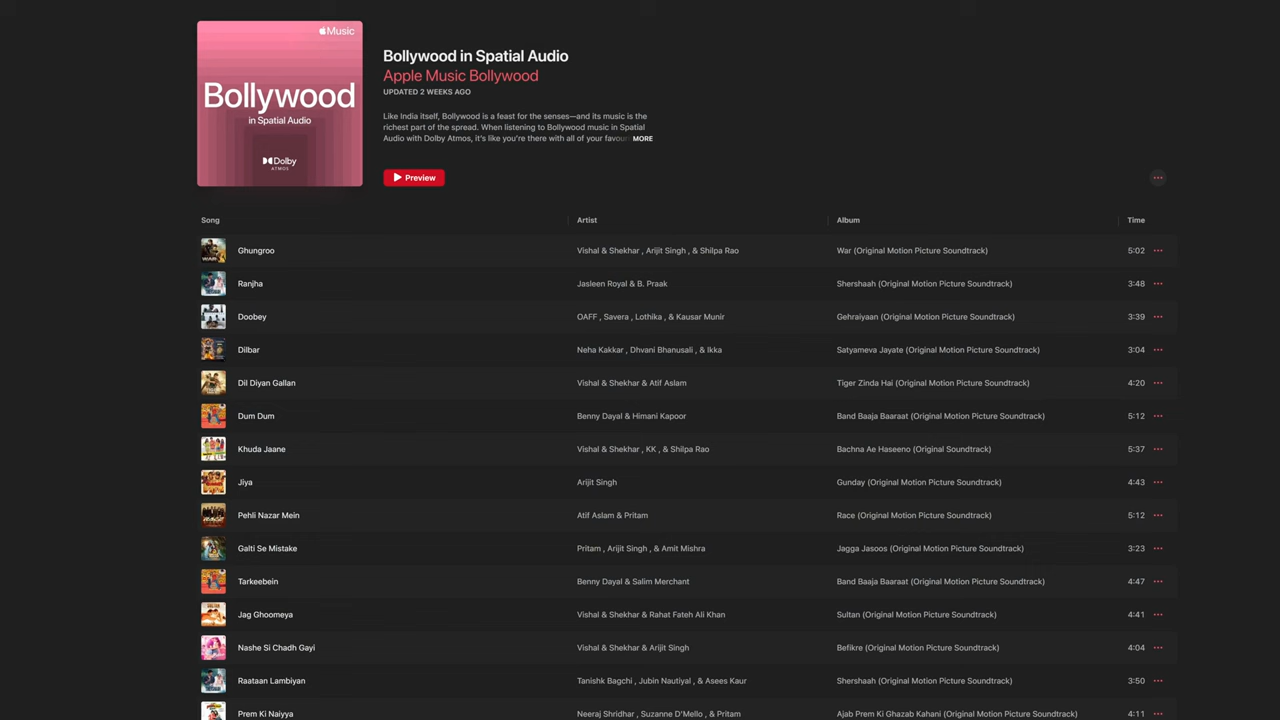 Music
Bollywood
in Spatial Audio
Dolby
ATMOS
Bollywood in Spatial Audio
Apple Music Bollywood
UPDATED 2 WEEKS AGO
Like India itself, Bollywood is a feast for the senses—and its music is the
richest part of the spread. When listening to Bollywood music in Spatial
Audio with Dolby Atmos, it's like you're there with all of your favour MORE
Preview
Song Artist Album Time
Ghungroo Vishal & Shekhar , Arijit Singh , & Shilpa Rao War (Original Motion Picture Soundtrack) 5:02
Ranjha Jasleen Royal & B. Praak Shershaah (Original Motion Picture Soundtrack) 3:48
Doobey OAFF , Savera , Lothika , & Kausar Munir Gehraiyaan (Original Motion Picture Soundtrack) 3:39
Dilbar Neha Kakkar , Dhvani Bhanusali , & Ikka Satyameva Jayate (Original Motion Picture Soundtrack) 3:04
Dil Diyan Gallan Vishal & Shekhar & Atif Aslam Tiger Zinda Hai (Original Motion Picture Soundtrack) 4:20
Dum Dum Benny Dayal & Himani Kapoor Band Baaja Baaraat (Original Motion Picture Soundtrack) 5:12
Khuda Jaane Vishal & Shekhar , KK , & Shilpa Rao Bachna Ae Haseeno (Original Soundtrack) 5:37
Jiya Arijit Singh Gunday (Original Motion Picture Soundtrack) 4:43
Pehli Nazar Mein Atif Aslam & Pritam Race (Original Motion Picture Soundtrack) 5:12
Galti Se Mistake Pritam , Arijit Singh , & Amit Mishra Jagga Jasoos (Original Motion Picture Soundtrack) 3:23
Tarkeebein Benny Dayal & Salim Merchant Band Baaja Baaraat (Original Motion Picture Soundtrack) 4:47
Jag Ghoomeya Vishal & Shekhar & Rahat Fateh Ali Khan Sultan (Original Motion Picture Soundtrack) 4:41
Nashe Si Chadh Gayi Vishal & Shekhar & Arijit Singh Befikre (Original Motion Picture Soundtrack) 4:04
Raataan Lambiyan Tanishk Bagchi , Jubin Nautiyal , & Asees Kaur Shershaah (Original Motion Picture Soundtrack) 3:50
Prem Ki Naiyya Neeraj Shridhar , Suzanne D'Mello , & Pritam Ajab Prem Ki Ghazab Kahani (Original Motion Picture Soundtrack) 4:11